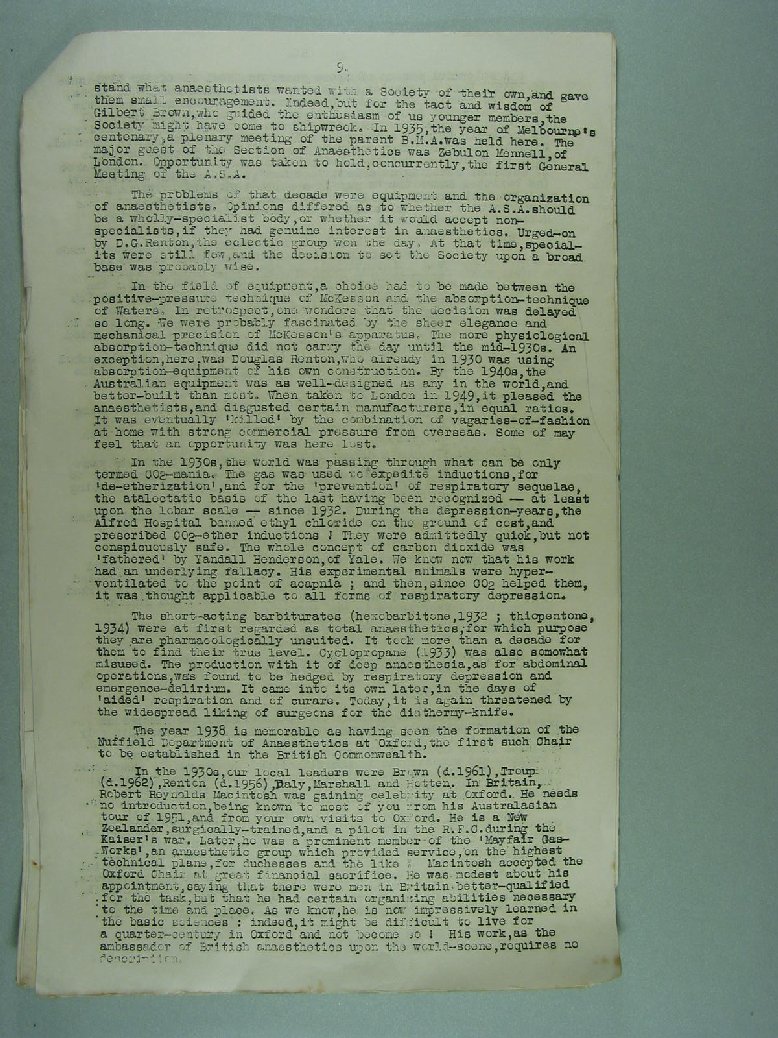 9.
stand what anaesthetists wanted with a Society of their own,and gave
them small encouragement. Indeed,but for the tact and wisdom of
Gilbert Brown,who guided the enthusiasm of us younger members,the
Society might have come to shipwreck. In 1935,the year of Melbourne's
centenary,a plenary meeting of the parent B.M.A.was held here. The
major guest of the Section of Anaesthetics was Zebulon Mennell,of
London. Opportunity was taken to hold,concurrently,the first General
Meeting of the A.S.A.
The problems of that decade were equipment and the organization
of anaesthetists. Opinions differed as to whether the A.S.A.should
be a wholly-specialist body,or whether it would accept non-
specialists,if they had genuine interest in anaesthetics. Urged-on
by D.G.Renton,the eclectic group won the day. At that time,special-
its were still few,and the decision to set the Society upon a broad
base was probably wise.
In the field of equipment,a choice had to be made between the
positive-pressure technique of McKesson and the absorption-technique
of Waters. In retrospect,one wonders that the decision was delayed
so long. We were probably fascinated by the sheer elegance and
mechanical precision of McKesson's apparatus. The more physiological
absorption-technique did not carry the day until the mid-1930s. An
exception,here,was Douglas Renton,who already in 1930 was using
absorption-equipment of his own construction. By the 1940s,the
Australian equipment was as well-designed as any in the world,and
better-built than most. When taken to London in 1949,it pleased the
anaesthetists,and disgusted certain manufacturers,in equal ratios.
It was eventually 'killed' by the combination of vagaries-of-fashion
at home with strong commercial pressure from overseas. Some of may
feel that an opportunity was here lost.
In the 1930s,the world was passing through what can be only
termed CO2-mania. The gas was used to expedite inductions,for
'de-etherization',and for the 'prevention' of respiratory sequelae,
the atalectatic basis of the last having been recognized — at least
upon the lobar scale — since 1932. During the depression-years,the
Alfred Hospital banned ethyl chloride on the ground of cost,and
prescribed CO2-ether inductions ! They were admittedly quick,but not
conspicuously safe. The whole concept of carbon dioxide was
'fathered' by Yandall Henderson,of Yale. We know now that his work
had an underlying fallacy. His experimental animals were hyper-
ventilated to the point of acapnia ; and then,since CO2 helped them,
it was thought applicable to all forms of respiratory depression.
The short-acting barbiturates (hexobarbitone,1932 ; thiopentone,
1934) were at first regarded as total anaesthetics,for which purpose
they are pharmacologically unsuited. It took more than a decade for
them to find their true level. Cyclopropane (1933) was also somewhat
misused. The production with it of deep anaesthesia,as for abdominal
operations,was found to be hedged by respiratory depression and
emergence-delirium. It came into its own later,in the days of
'aided' respiration and of curare. Today,it is again threatened by
the widespread liking of surgeons for the diathermy-knife.
The year 1938 is memorable as having seen the formation of the
Nuffield Department of Anaesthetics at Oxford,the first such Chair
to be established in the British Commonwealth.
In the 1930s,our local leaders were Brown (d.1961),Troup
(d.1962),Renton (d.1956),Daly,Marshall and Hotten. In Britain,
Robert Reynolds Macintosh was gaining celebrity at Oxford. He needs
no introduction,being known to most of you from his Australasian
tour of 1951,and from your own visits to Oxford. He is a New
Zealander,surgically-trained,and a pilot in the R.F.C.during the
Kaiser's war. Later,he was a prominent member of the 'Mayfair Gas-
Works',an anaesthetic group which provided service,on the highest
technical plane,for duchesses and the like ! Macintosh accepted the
Oxford Chair at great financial sacrifice. He was modest about his
appointment,saying that there were men in Britain better-qualified
for the task,but that he had certain organizing abilities necessary
to the time and place. As we know,he is now impressively learned in
the basic sciences ; indeed,it might be difficult to live for
a quarter-century in Oxford and not become so ! His work,as the
ambassador of British anaesthetics upon the world-scene,requires no
description.